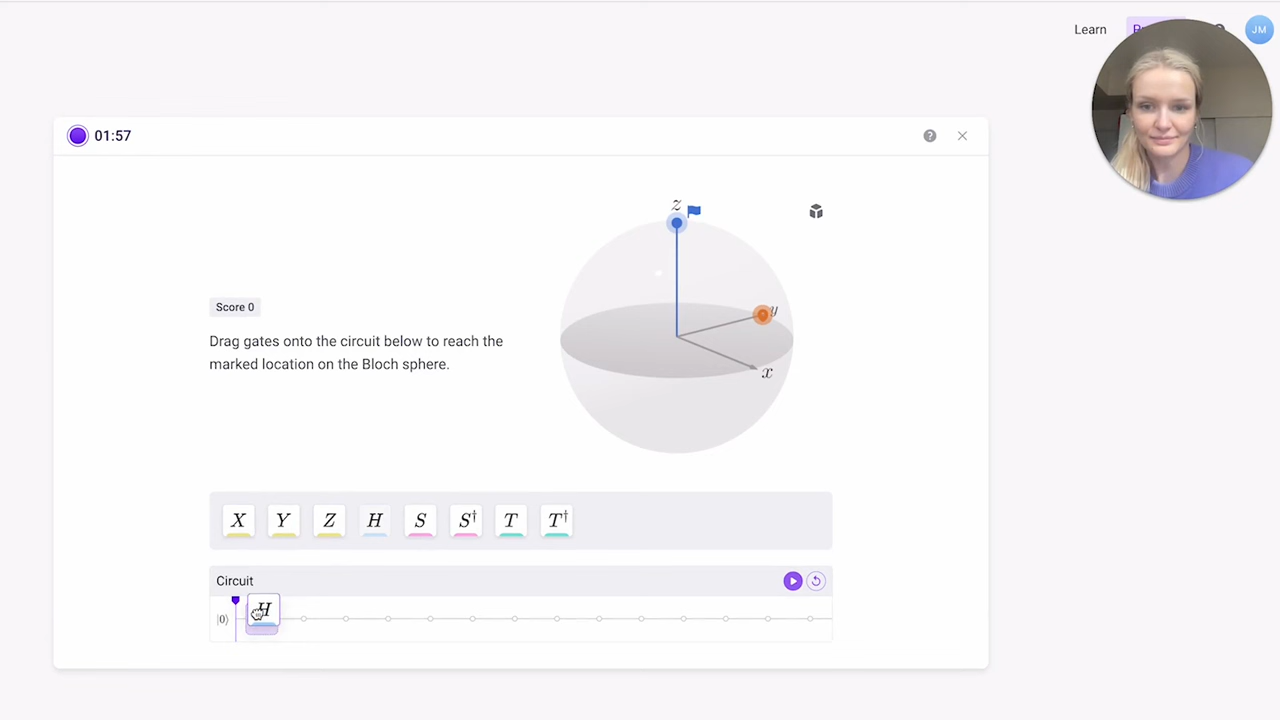 Learn
JM
01:57
z
y
x
Score 0
Drag gates onto the circuit below to reach the
marked location on the Bloch sphere.
X Y Z H S S† T T†
Circuit
|0⟩ H